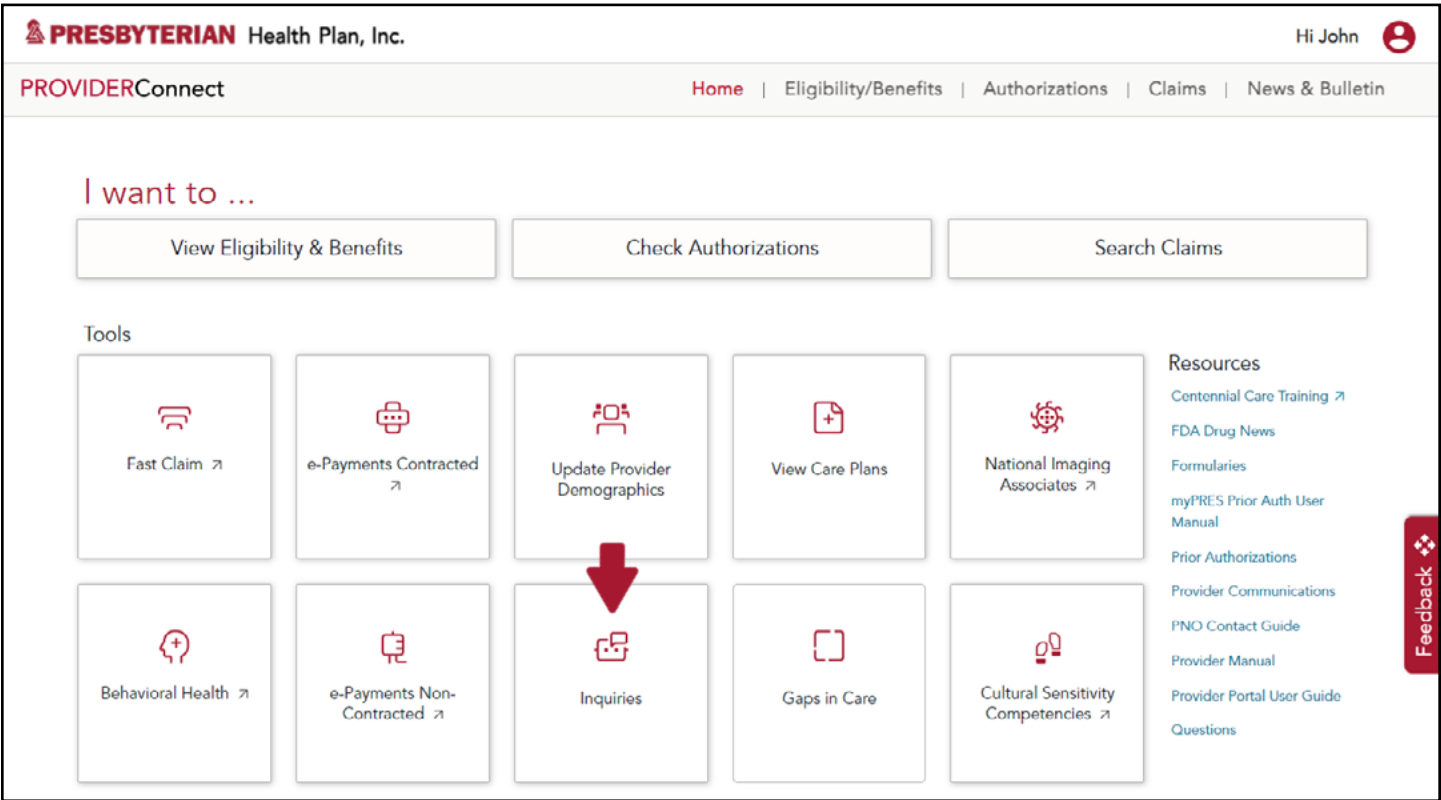 PRESBYTERIAN Health Plan, Inc.
Hi John
PROVIDERConnect
Home | Eligibility/Benefits | Authorizations | Claims | News & Bulletin
I want to ...
View Eligibility & Benefits
Check Authorizations
Search Claims
Tools
Fast Claim ↗
e-Payments Contracted
↗
Update Provider
Demographics
View Care Plans
National Imaging
Associates ↗
Behavioral Health ↗
e-Payments Non-
Contracted ↗
Inquiries
Gaps in Care
Cultural Sensitivity
Competencies ↗
Resources
Centennial Care Training ↗
FDA Drug News
Formularies
myPRES Prior Auth User
Manual
Prior Authorizations
Provider Communications
PNO Contact Guide
Provider Manual
Provider Portal User Guide
Questions
Feedback